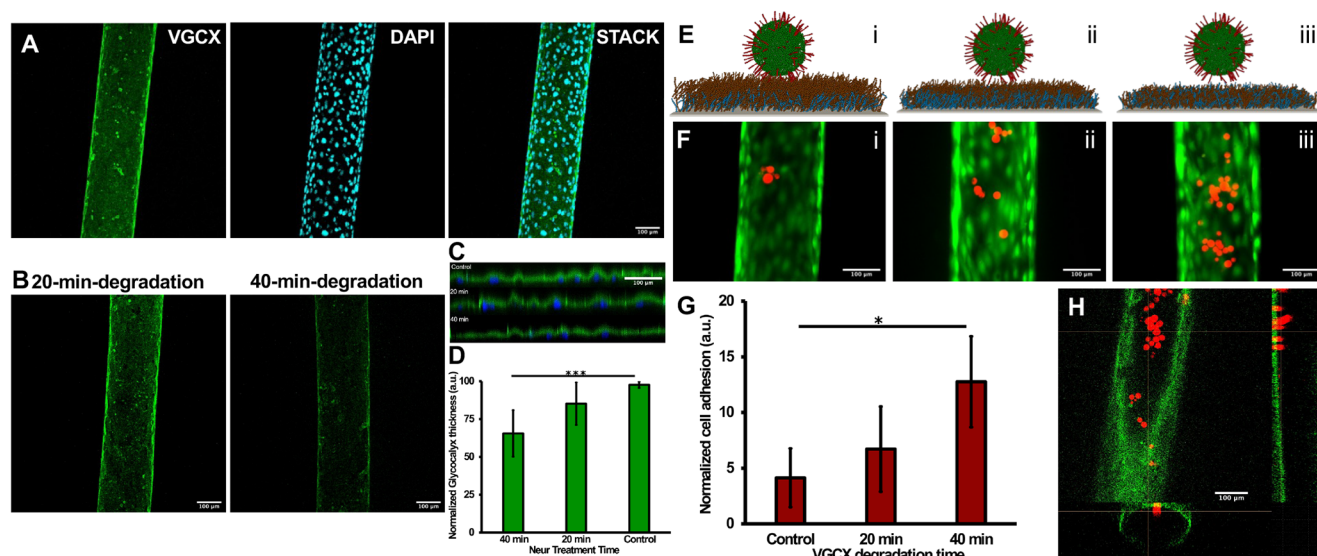 A
VGCX
DAPI
STACK
100 µm
B
20-min-degradation
40-min-degradation
100 µm
100 µm
C
Control
100 µm
20 min
40 min
D
***
Normalized Glycocalyx thickness (a.u.)
100
75
50
25
0
40 min
20 min
Control
Neur Treatment Time
E
i
ii
iii
F
i
ii
iii
100 µm
100 µm
100 µm
G
*
Normalized cell adhesion (a.u.)
20
15
10
5
0
Control
20 min
40 min
VGCX degradation time
H
100 µm